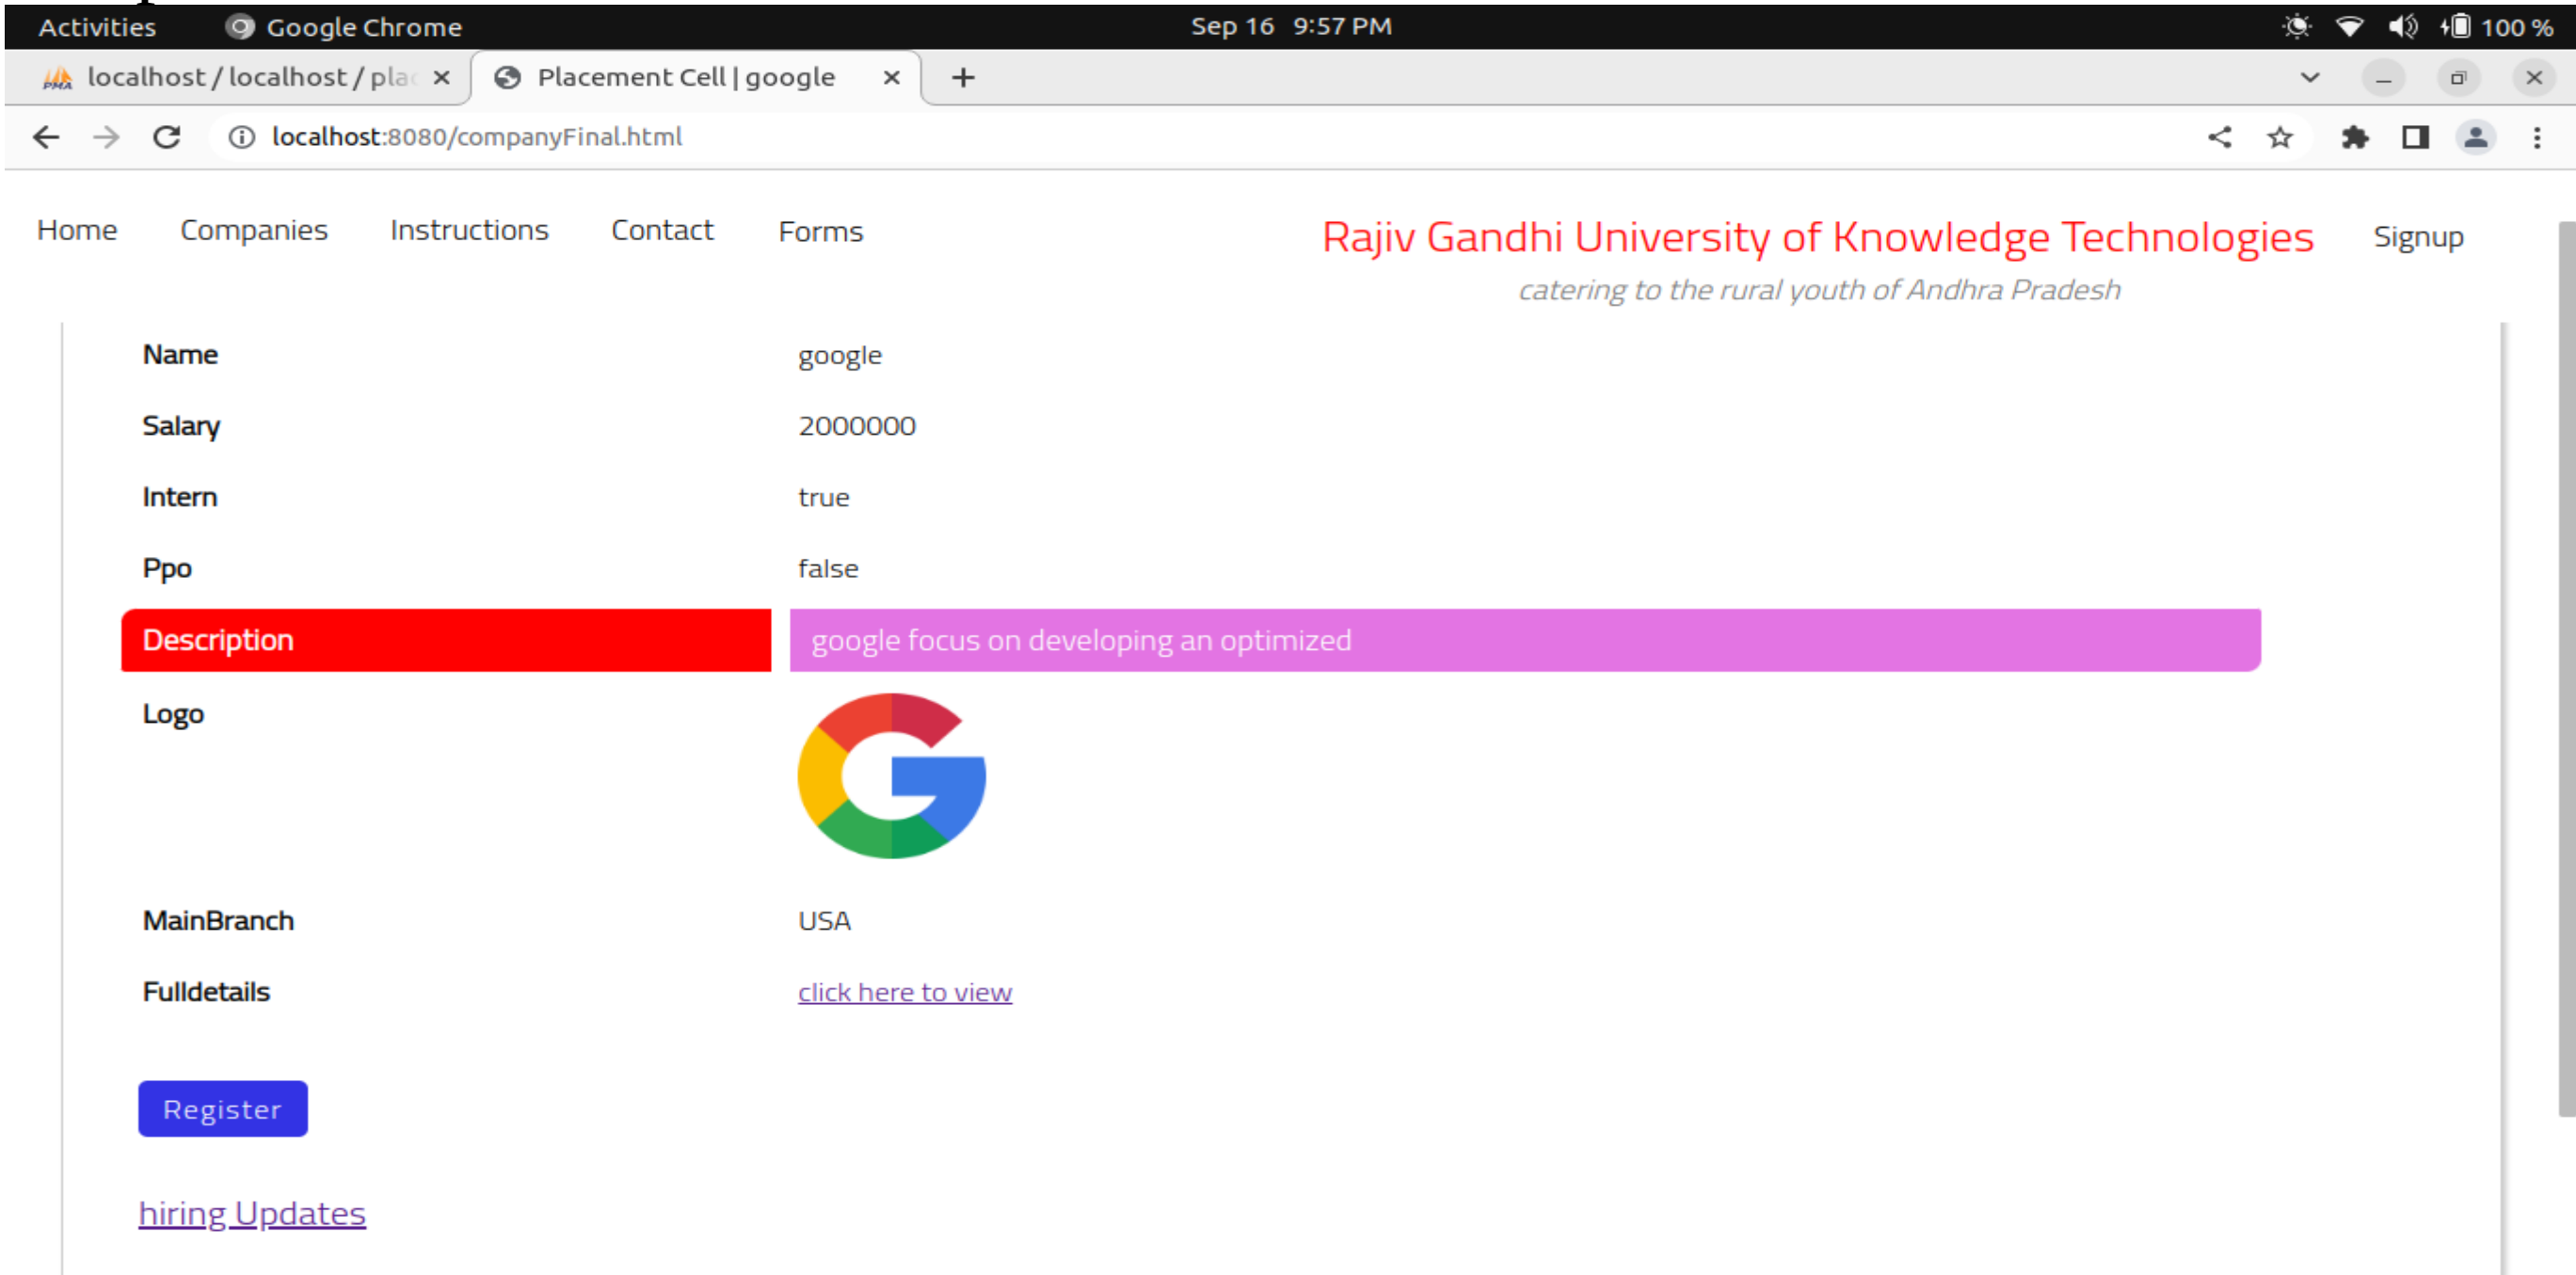 Activities Google Chrome Sep 16 9:57 PM 100 %
PMA localhost / localhost / pla Placement Cell | google
localhost:8080/companyFinal.html
Home Companies Instructions Contact Forms Rajiv Gandhi University of Knowledge Technologies Signup
catering to the rural youth of Andhra Pradesh
Name google
Salary 2000000
Intern true
Ppo false
Description google focus on developing an optimized
Logo
MainBranch USA
Fulldetails click here to view
Register
hiring Updates